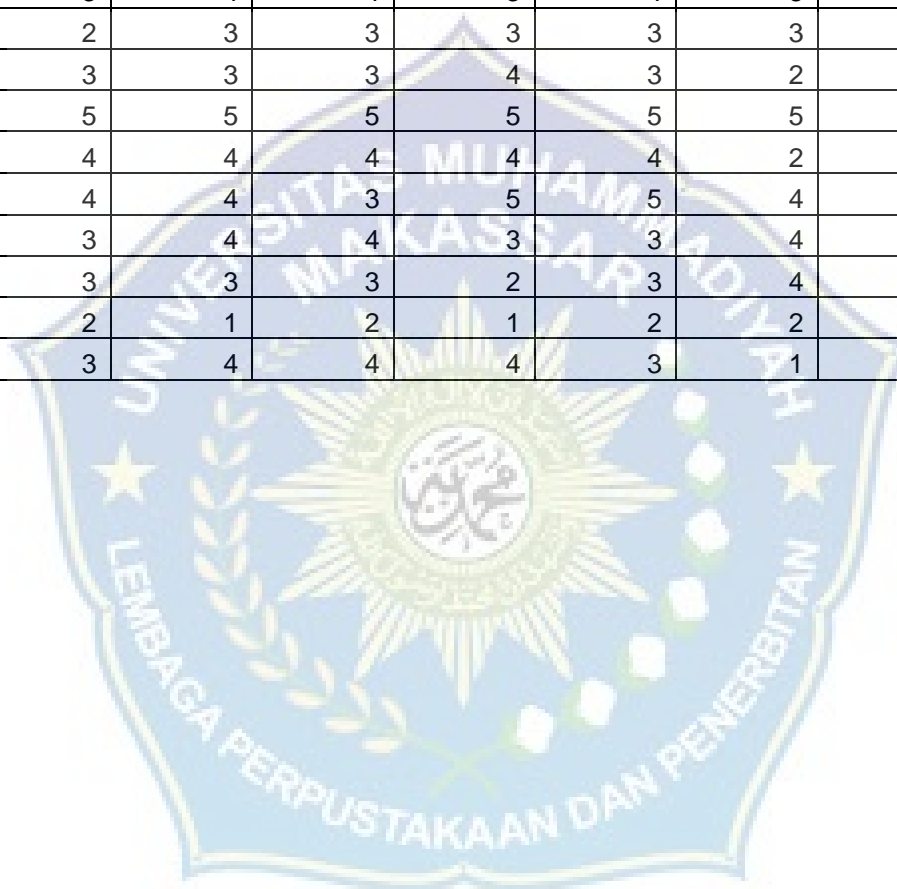 2 3 3 3 3 3
3 3 3 4 3 2
5 5 5 5 5 5
4 4 4 4 4 2
4 4 3 5 5 4
3 4 4 3 3 4
3 3 3 2 3 4
2 1 2 1 2 2
3 4 4 4 3 1
UNIVERSITAS MUHAMMADIYAH
MAKASSAR
LEMBAGA PERPUSTAKAAN DAN PENERBITAN